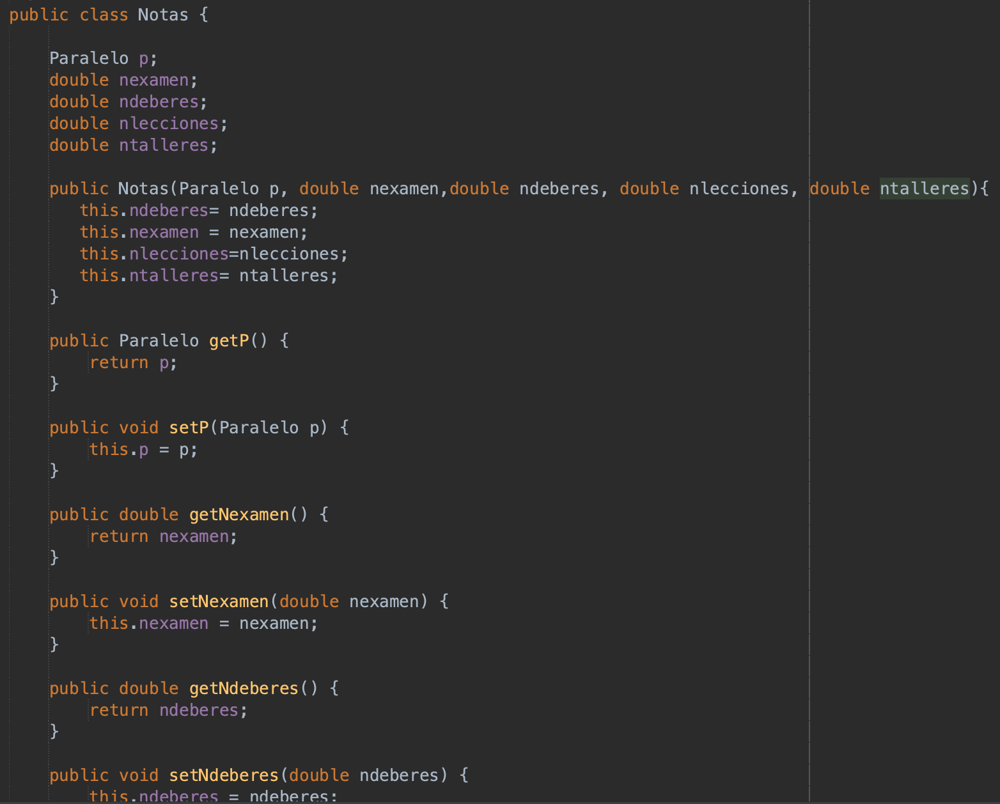 public class Notas {
Paralelo p;
double nexamen;
double ndeberes;
double nlecciones;
double ntalleres;
public Notas(Paralelo p, double nexamen,double ndeberes, double nlecciones, double ntalleres){
this.ndeberes= ndeberes;
this.nexamen = nexamen;
this.nlecciones=nlecciones;
this.ntalleres= ntalleres;
}
public Paralelo getP() {
return p;
}
public void setP(Paralelo p) {
this.p = p;
}
public double getNexamen() {
return nexamen;
}
public void setNexamen(double nexamen) {
this.nexamen = nexamen;
}
public double getNdeberes() {
return ndeberes;
}
public void setNdeberes(double ndeberes) {
this.ndeberes = ndeberes;